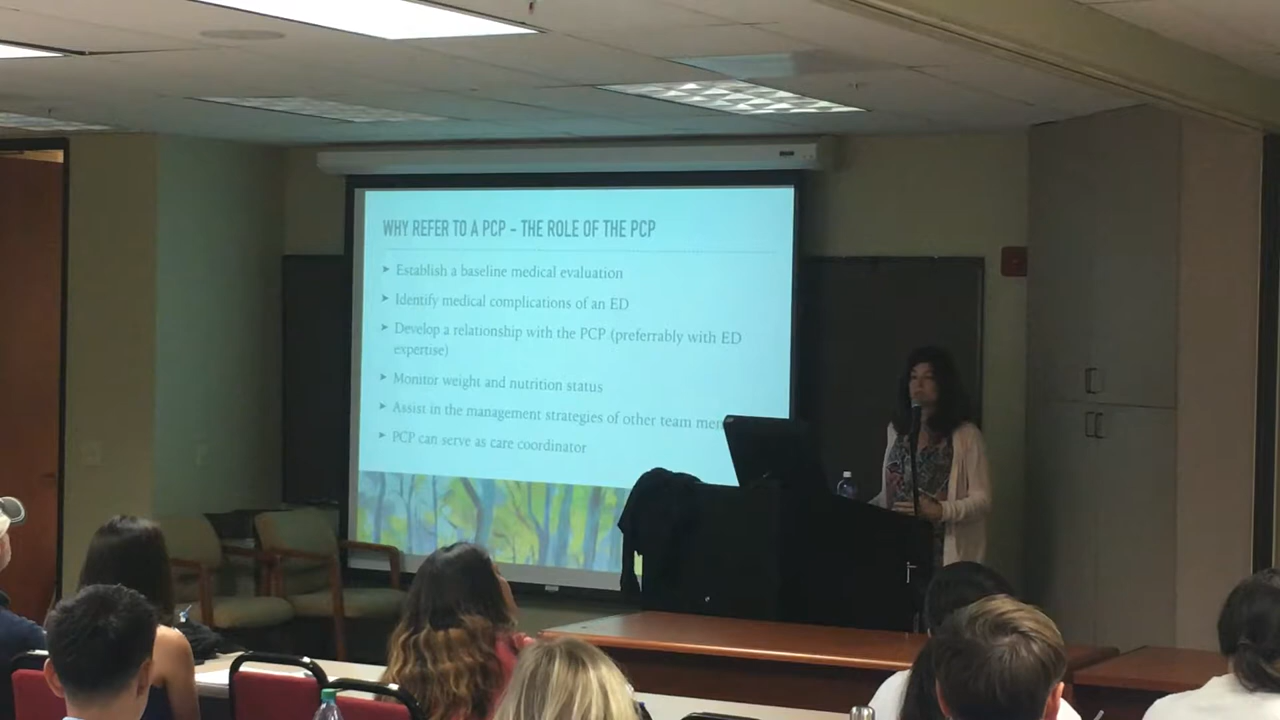 WHY REFER TO A PCP - THE ROLE OF THE PCP
➤ Establish a baseline medical evaluation
➤ Identify medical complications of an ED
➤ Develop a relationship with the PCP (preferrably with ED
expertise)
➤ Monitor weight and nutrition status
➤ Assist in the management strategies of other team
➤ PCP can serve as care coordinator